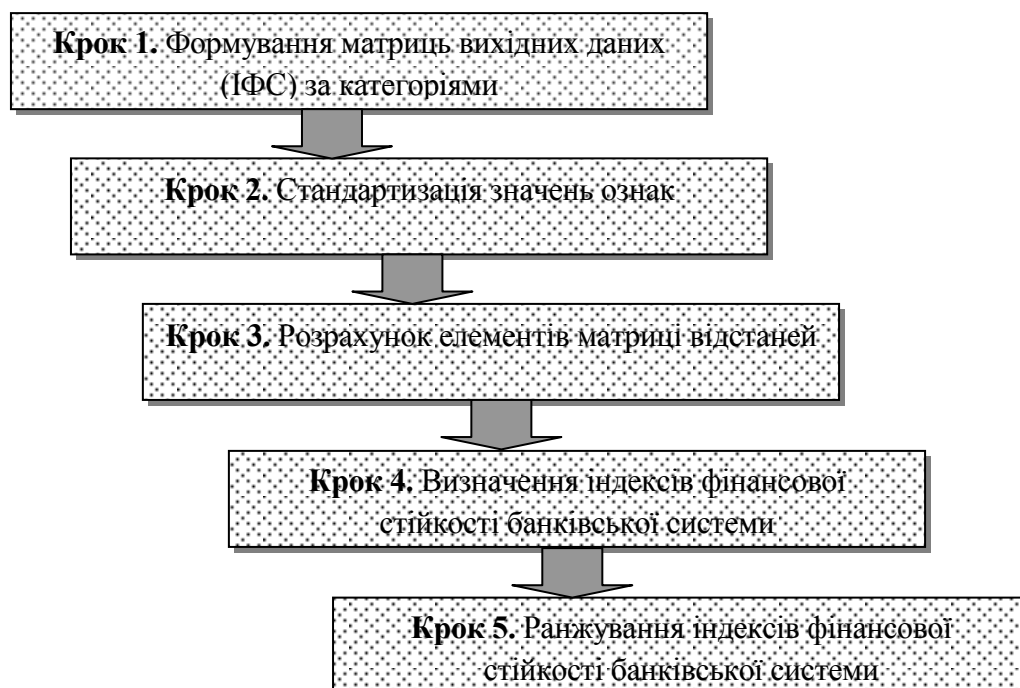 Крок 1. Формування матриць вихідних даних
(ІФС) за категоріями
Крок 2. Стандартизація значень ознак
Крок 3. Розрахунок елементів матриці відстаней
Крок 4. Визначення індексів фінансової
стійкості банківської системи
Крок 5. Ранжування індексів фінансової
стійкості банківської системи